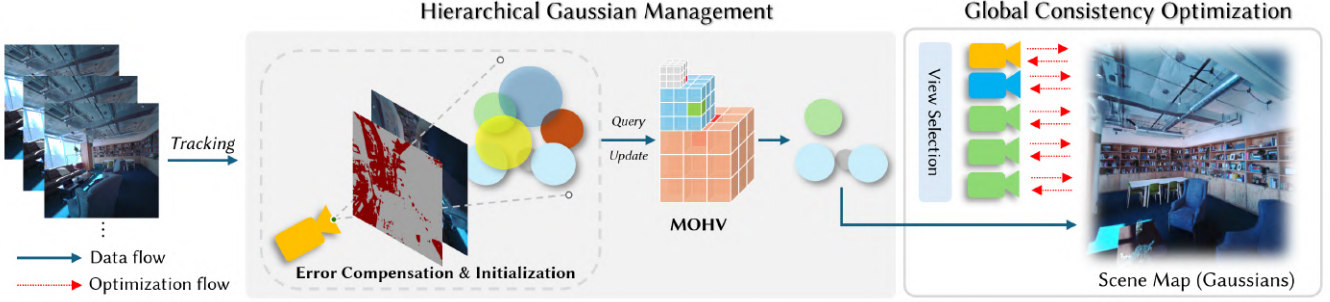 Hierarchical Gaussian Management
Global Consistency Optimization
Tracking
Query
Update
MOHV
View Selection
Error Compensation & Initialization
Data flow
Optimization flow
Scene Map (Gaussians)